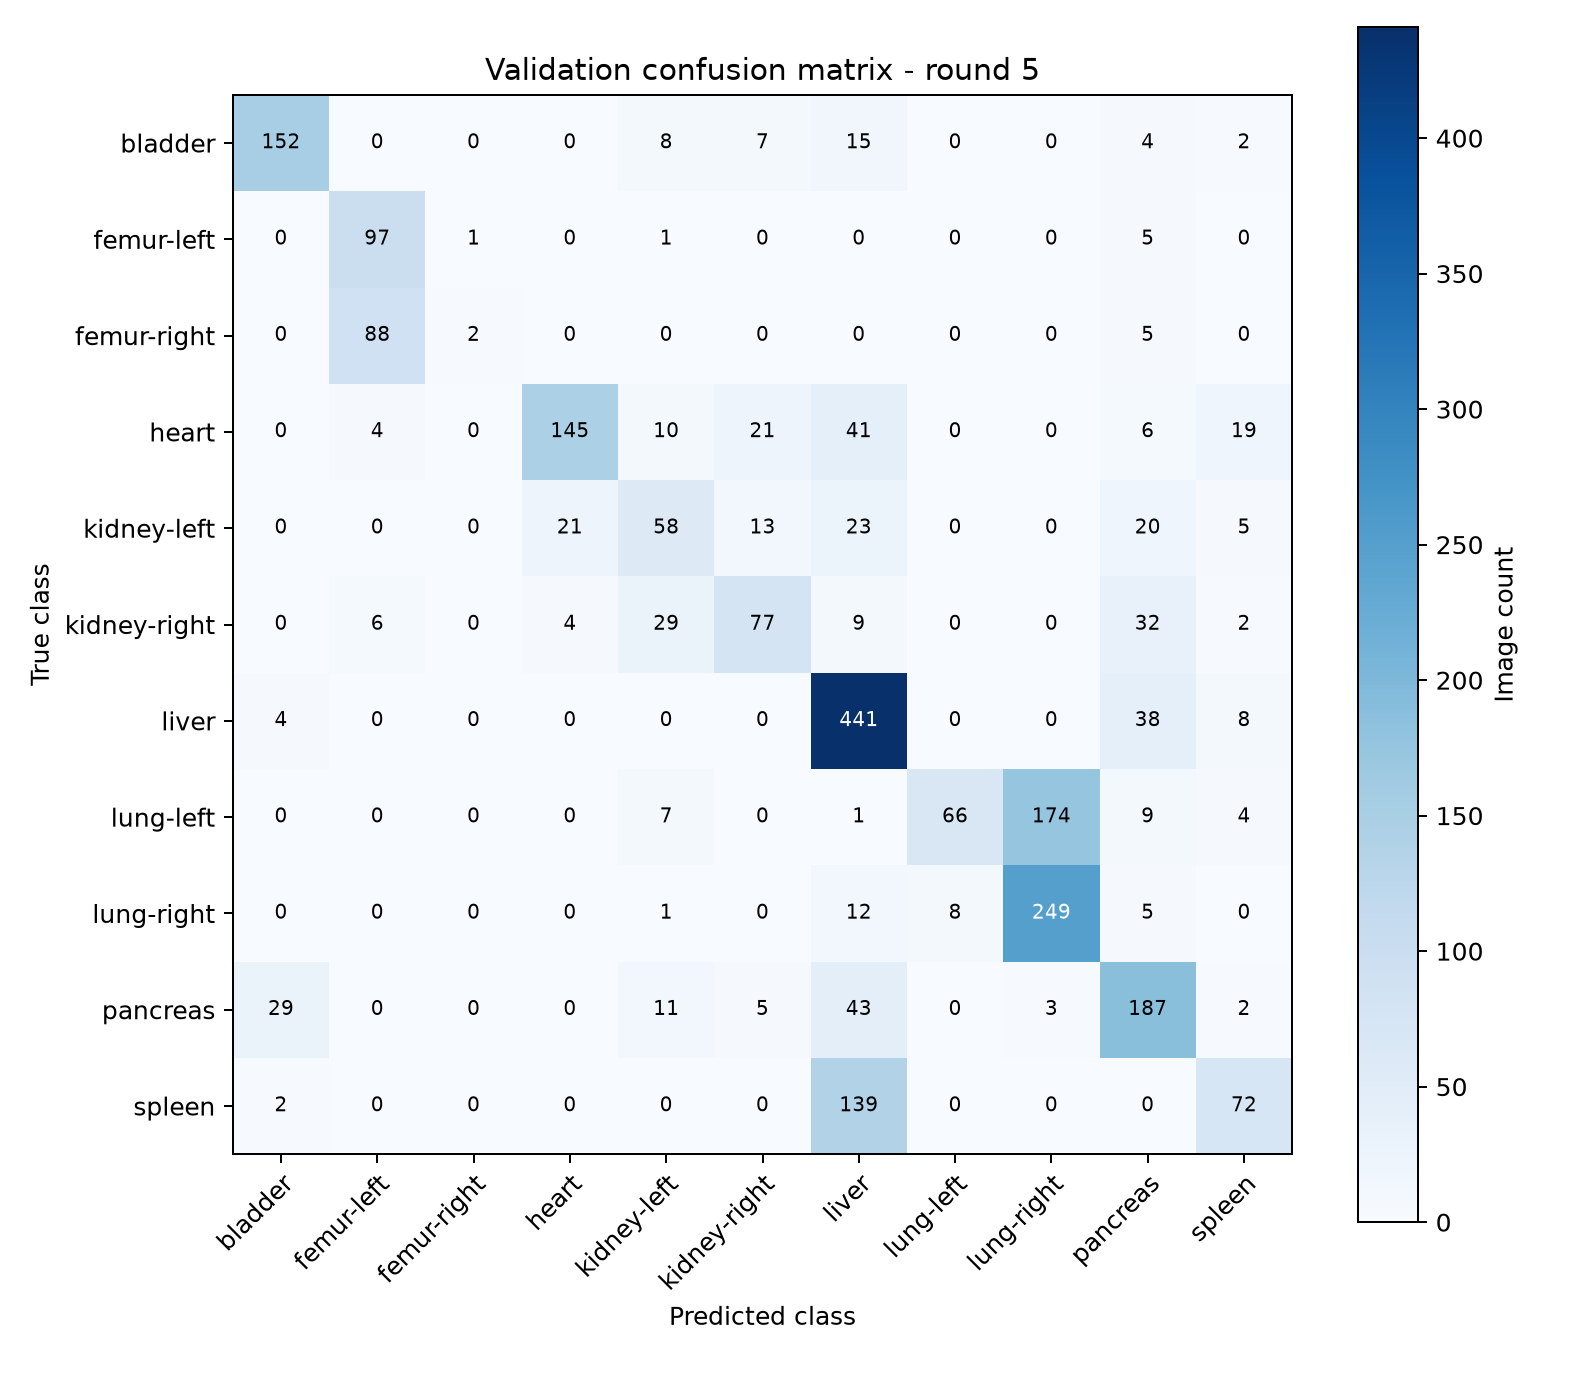 Validation confusion matrix - round 5
bladder 152 0 0 0 8 7 15 0 0 4 2
femur-left 0 97 1 0 1 0 0 0 0 5 0
femur-right 0 88 2 0 0 0 0 0 0 5 0
heart 0 4 0 145 10 21 41 0 0 6 19
kidney-left 0 0 0 21 58 13 23 0 0 20 5
kidney-right 0 6 0 4 29 77 9 0 0 32 2
liver 4 0 0 0 0 0 441 0 0 38 8
lung-left 0 0 0 0 7 0 1 66 174 9 4
lung-right 0 0 0 0 1 0 12 8 249 5 0
pancreas 29 0 0 0 11 5 43 0 3 187 2
spleen 2 0 0 0 0 0 139 0 0 0 72
True class
bladder femur-left femur-right heart kidney-left kidney-right liver lung-left lung-right pancreas spleen
Predicted class
400
350
300
250
200
150
100
50
0
Image count